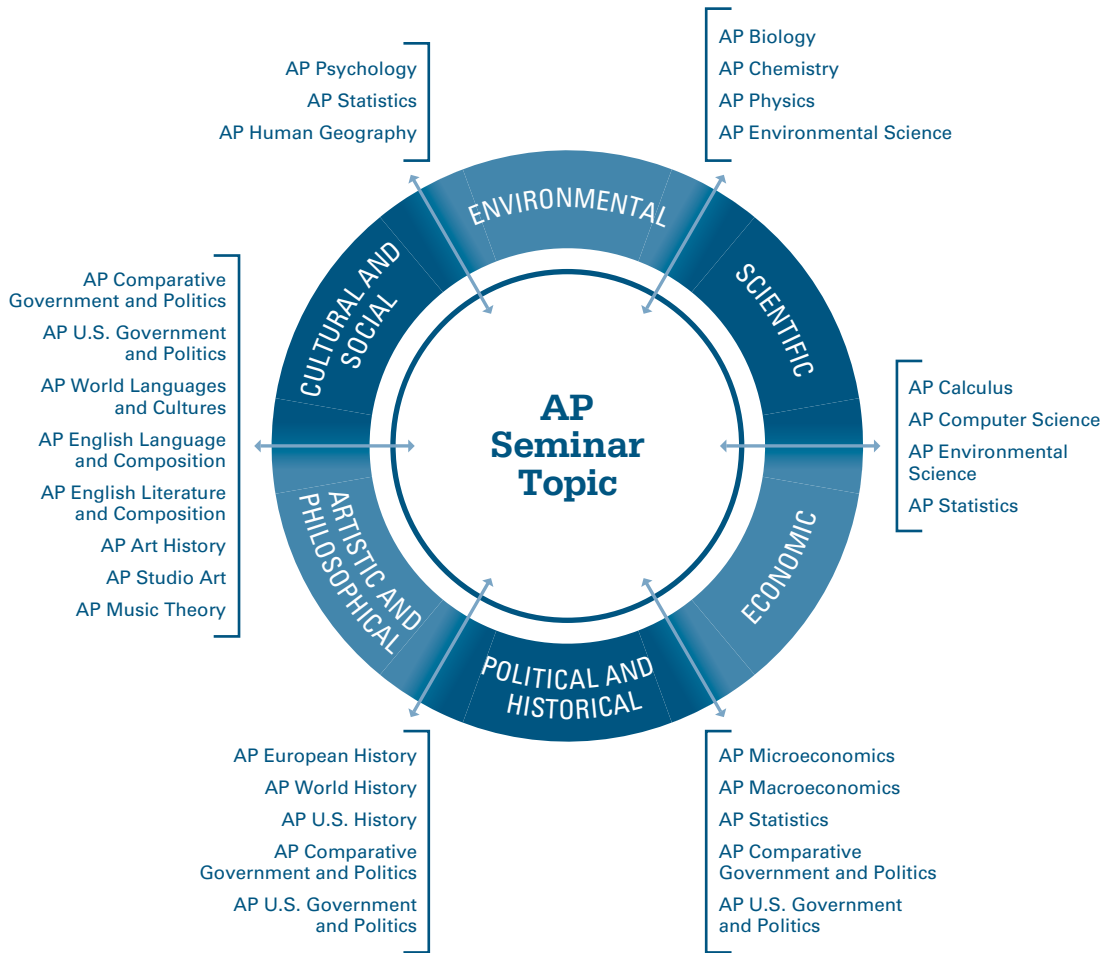 AP Psychology
AP Statistics
AP Human Geography
AP Biology
AP Chemistry
AP Physics
AP Environmental Science
ENVIRONMENTAL
CULTURAL AND
SOCIAL
SCIENTIFIC
AP Comparative
Government and Politics
AP U.S. Government
and Politics
AP World Languages
and Cultures
AP English Language
and Composition
AP English Literature
and Composition
AP Art History
AP Studio Art
AP Music Theory
AP
Seminar
Topic
AP Calculus
AP Computer Science
AP Environmental
Science
AP Statistics
ARTISTIC AND
PHILOSOPHICAL
ECONOMIC
POLITICAL AND
HISTORICAL
AP European History
AP World History
AP U.S. History
AP Comparative
Government and Politics
AP U.S. Government
and Politics
AP Microeconomics
AP Macroeconomics
AP Statistics
AP Comparative
Government and Politics
AP U.S. Government
and Politics